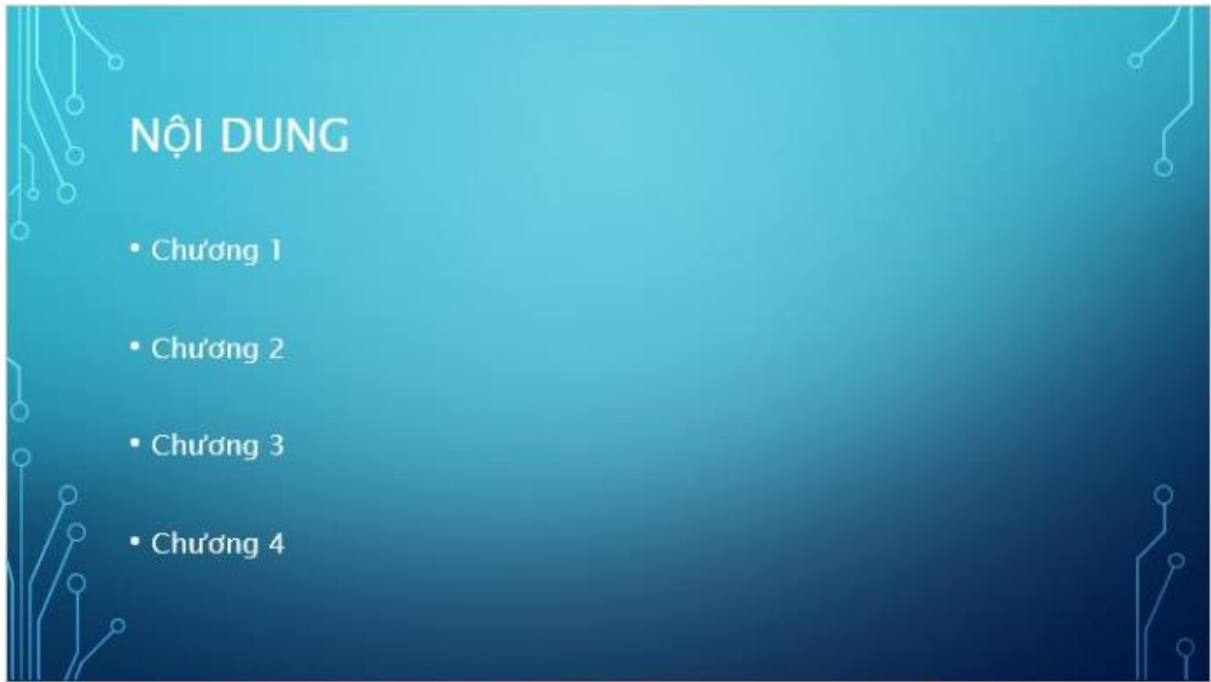 NỘI DUNG
• Chương 1
• Chương 2
• Chương 3
• Chương 4